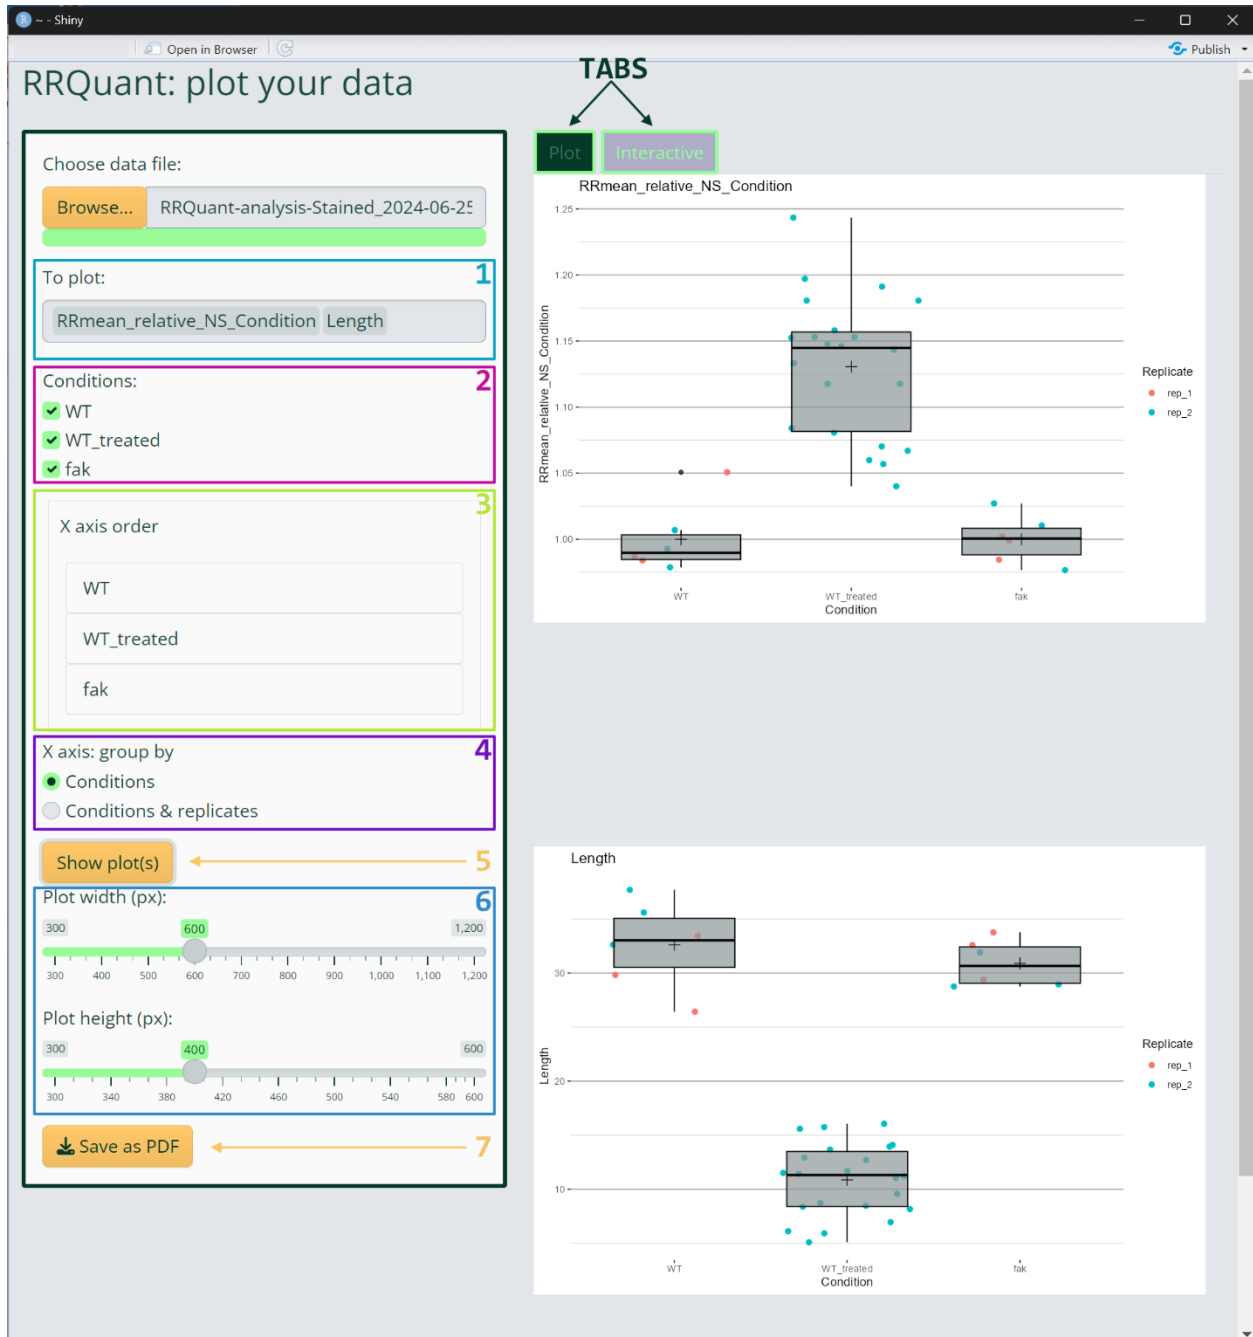 R ~ - Shiny
Open in Browser
Publish
RRQuant: plot your data
TABS
Choose data file:
Browse... RRQuant-analysis-Stained_2024-06-25
1
To plot:
RRmean_relative_NS_Condition Length
2
Conditions:
WT
WT_treated
fak
3
X axis order
WT
WT_treated
fak
4
X axis: group by
Conditions
Conditions & replicates
Show plot(s)
5
6
Plot width (px):
300 600 1,200
300 400 500 600 700 800 900 1,000 1,100 1,200
Plot height (px):
300 400 600
300 340 380 420 460 500 540 580 600
Save as PDF
7
Plot Interactive
RRmean_relative_NS_Condition
1.25
1.20
1.15
1.10
1.05
1.00
RRmean_relative_NS_Condition
WT WT_treated fak
Condition
Replicate
rep_1
rep_2
Length
30
20
10
Length
WT WT_treated fak
Condition
Replicate
rep_1
rep_2